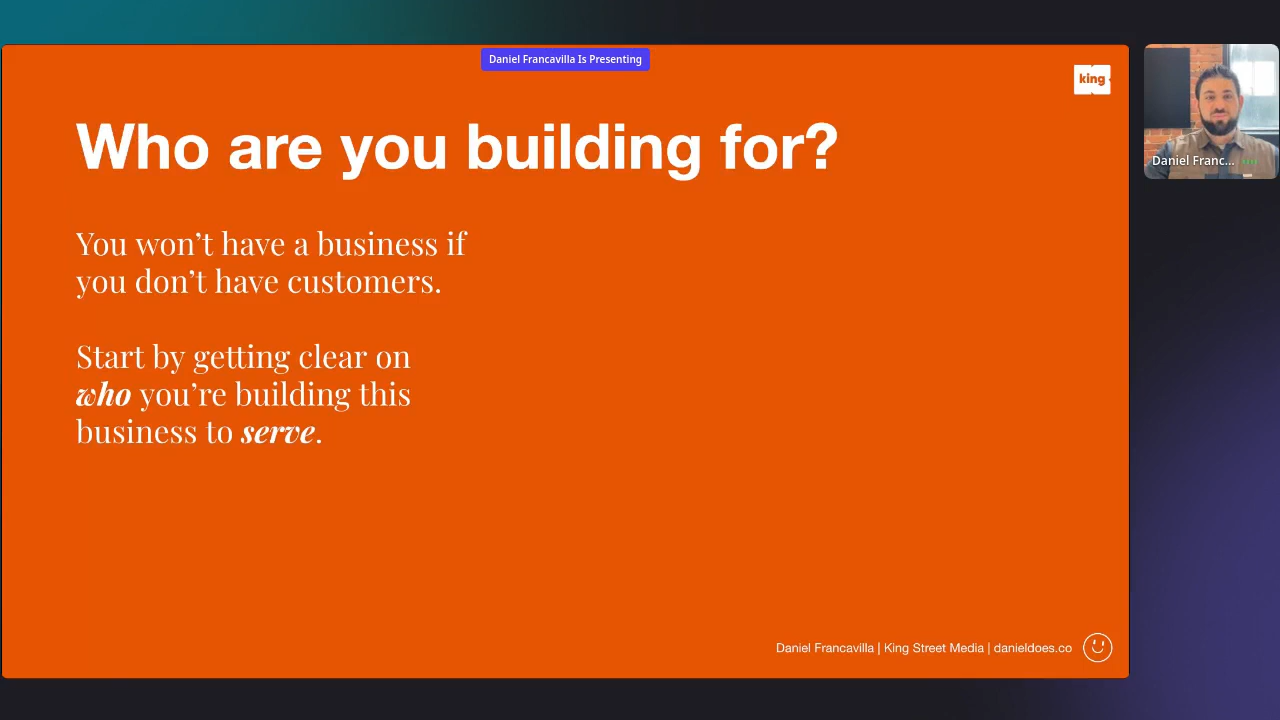 Daniel Francavilla Is Presenting
king
Who are you building for?
You won’t have a business if
you don’t have customers.
Start by getting clear on
who you’re building this
business to serve.
Daniel Francavilla | King Street Media | danieldoes.co
Daniel Franc...